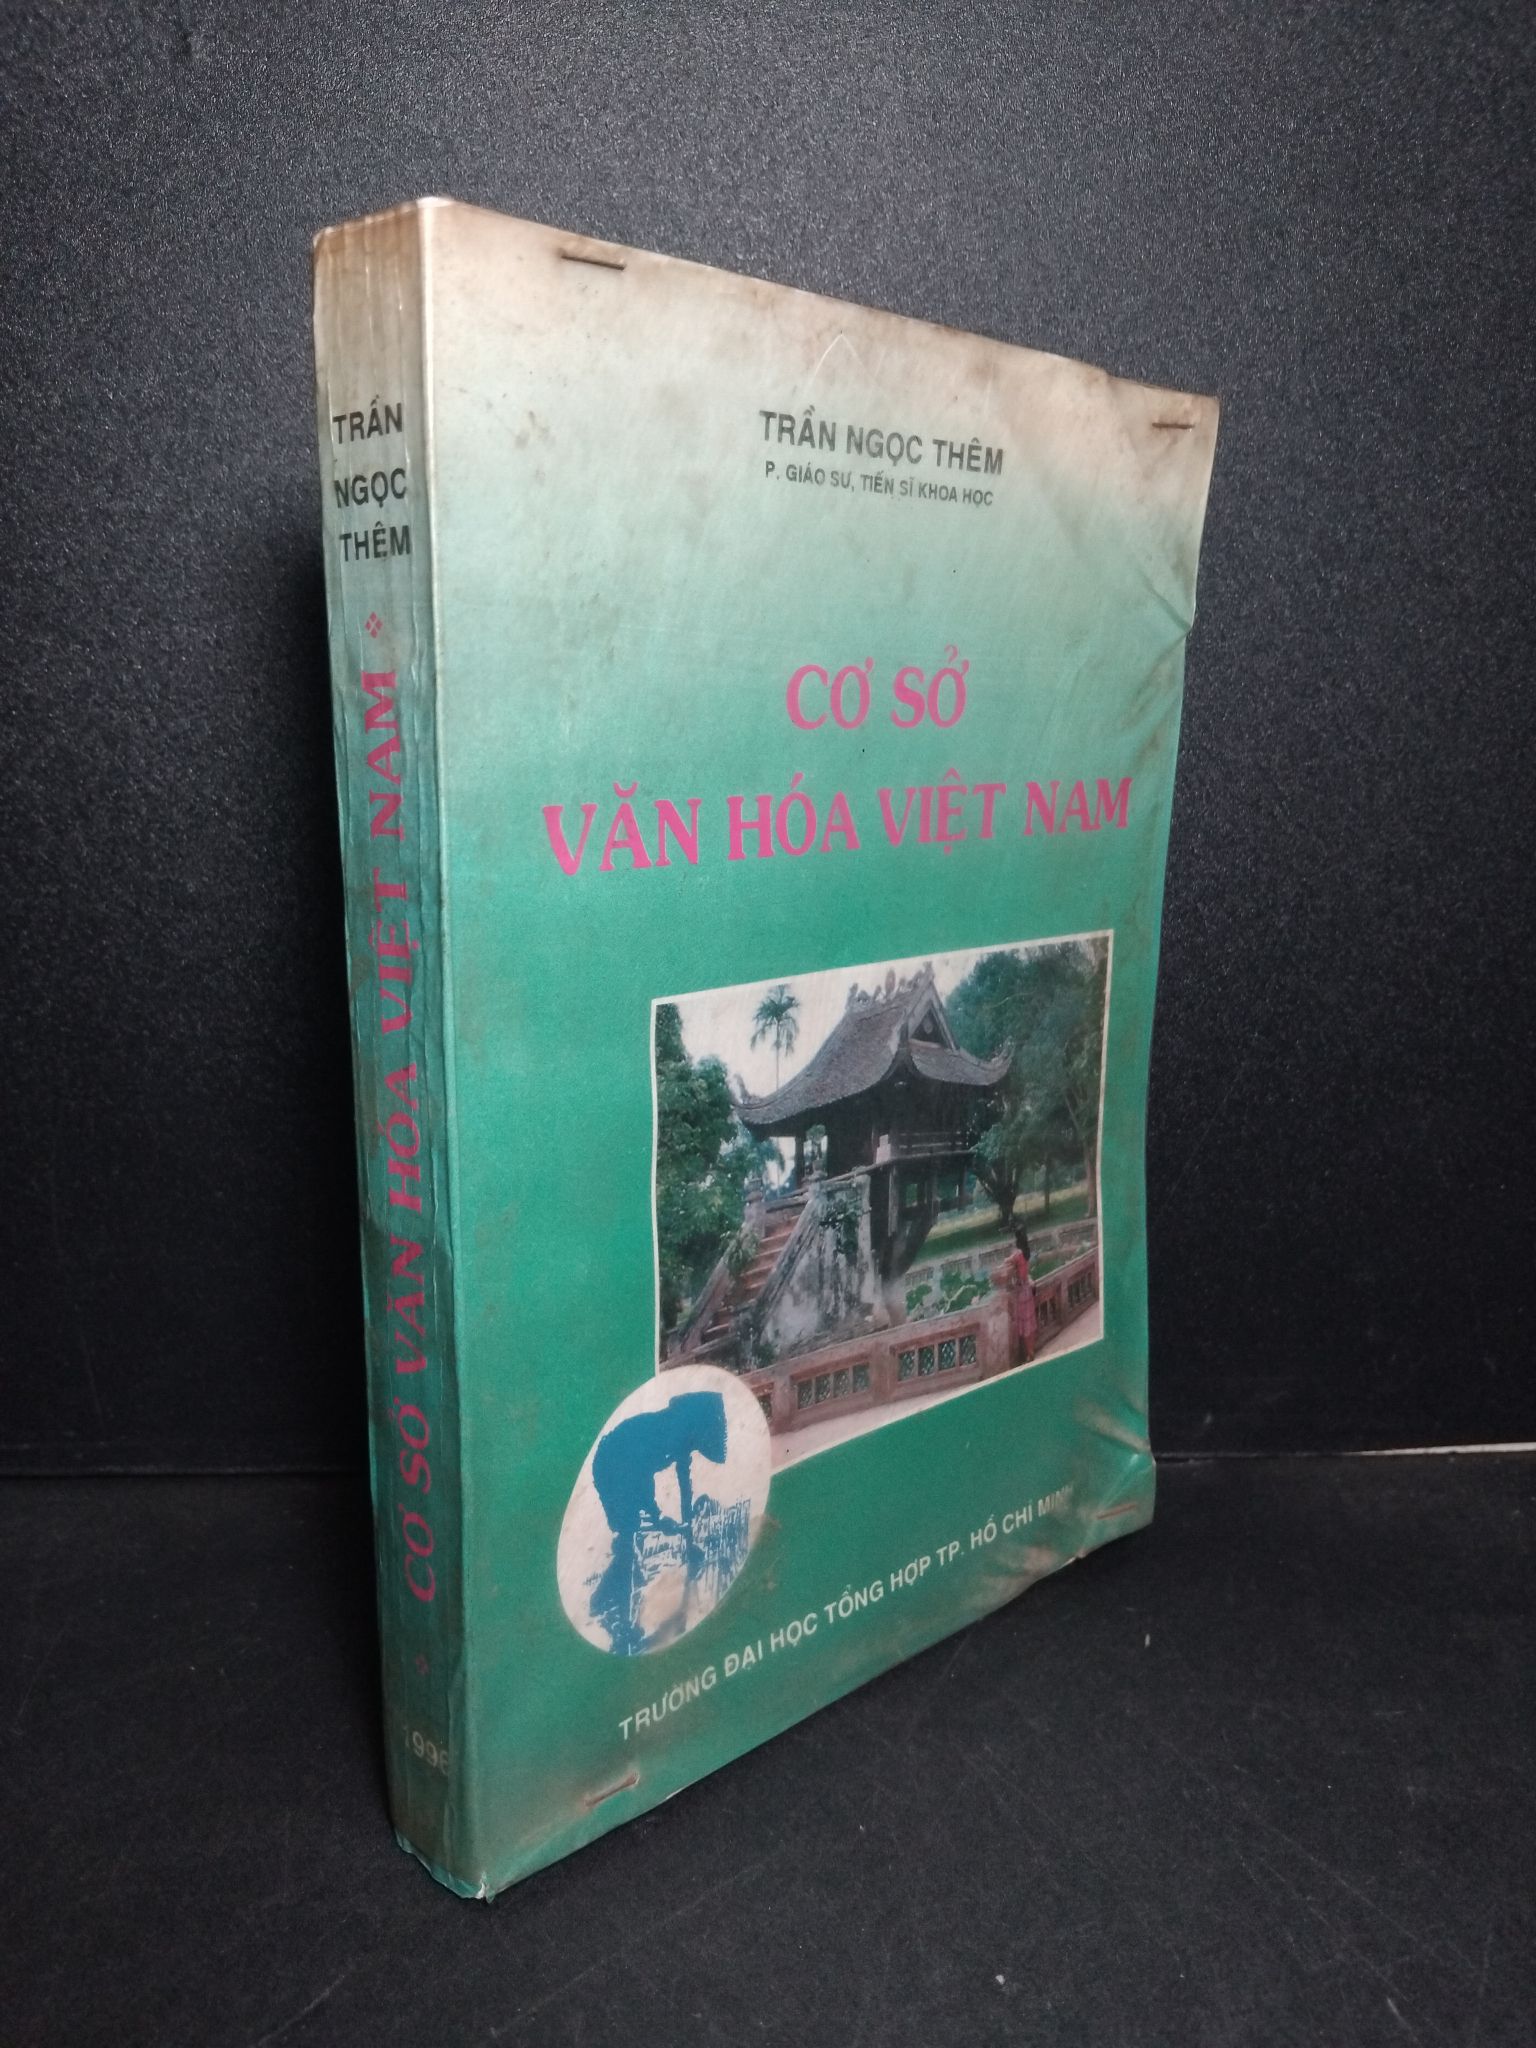 TRẦN
NGỌC
THÊM
CƠ SỞ VĂN HÓA VIỆT NAM
TRẦN NGỌC THÊM
P. GIÁO SƯ, TIẾN SĨ KHOA HỌC
CƠ SỞ
VĂN HÓA VIỆT NAM
TRƯỜNG ĐẠI HỌC TỔNG HỢP TP. HỒ CHÍ MINH